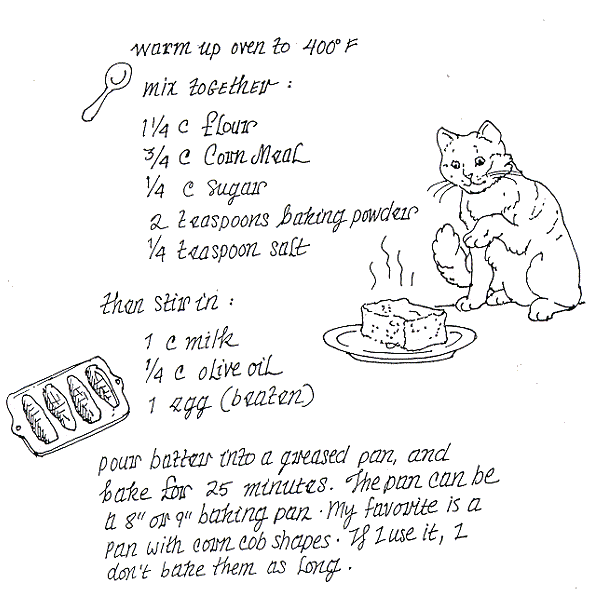 warm up oven to 400° F
mix together :
1 1/4 c flour
3/4 c Corn Meal
1/4 c sugar
2 teaspoons baking powder
1/4 teaspoon salt
then stir in :
1 c milk
1/4 c olive oil
1 egg (beaten)
pour batter into a greased pan, and
bake for 25 minutes. The pan can be
a 8" or 9" baking pan. My favorite is a
pan with corn cob shapes. If I use it, I
don't bake them as long.